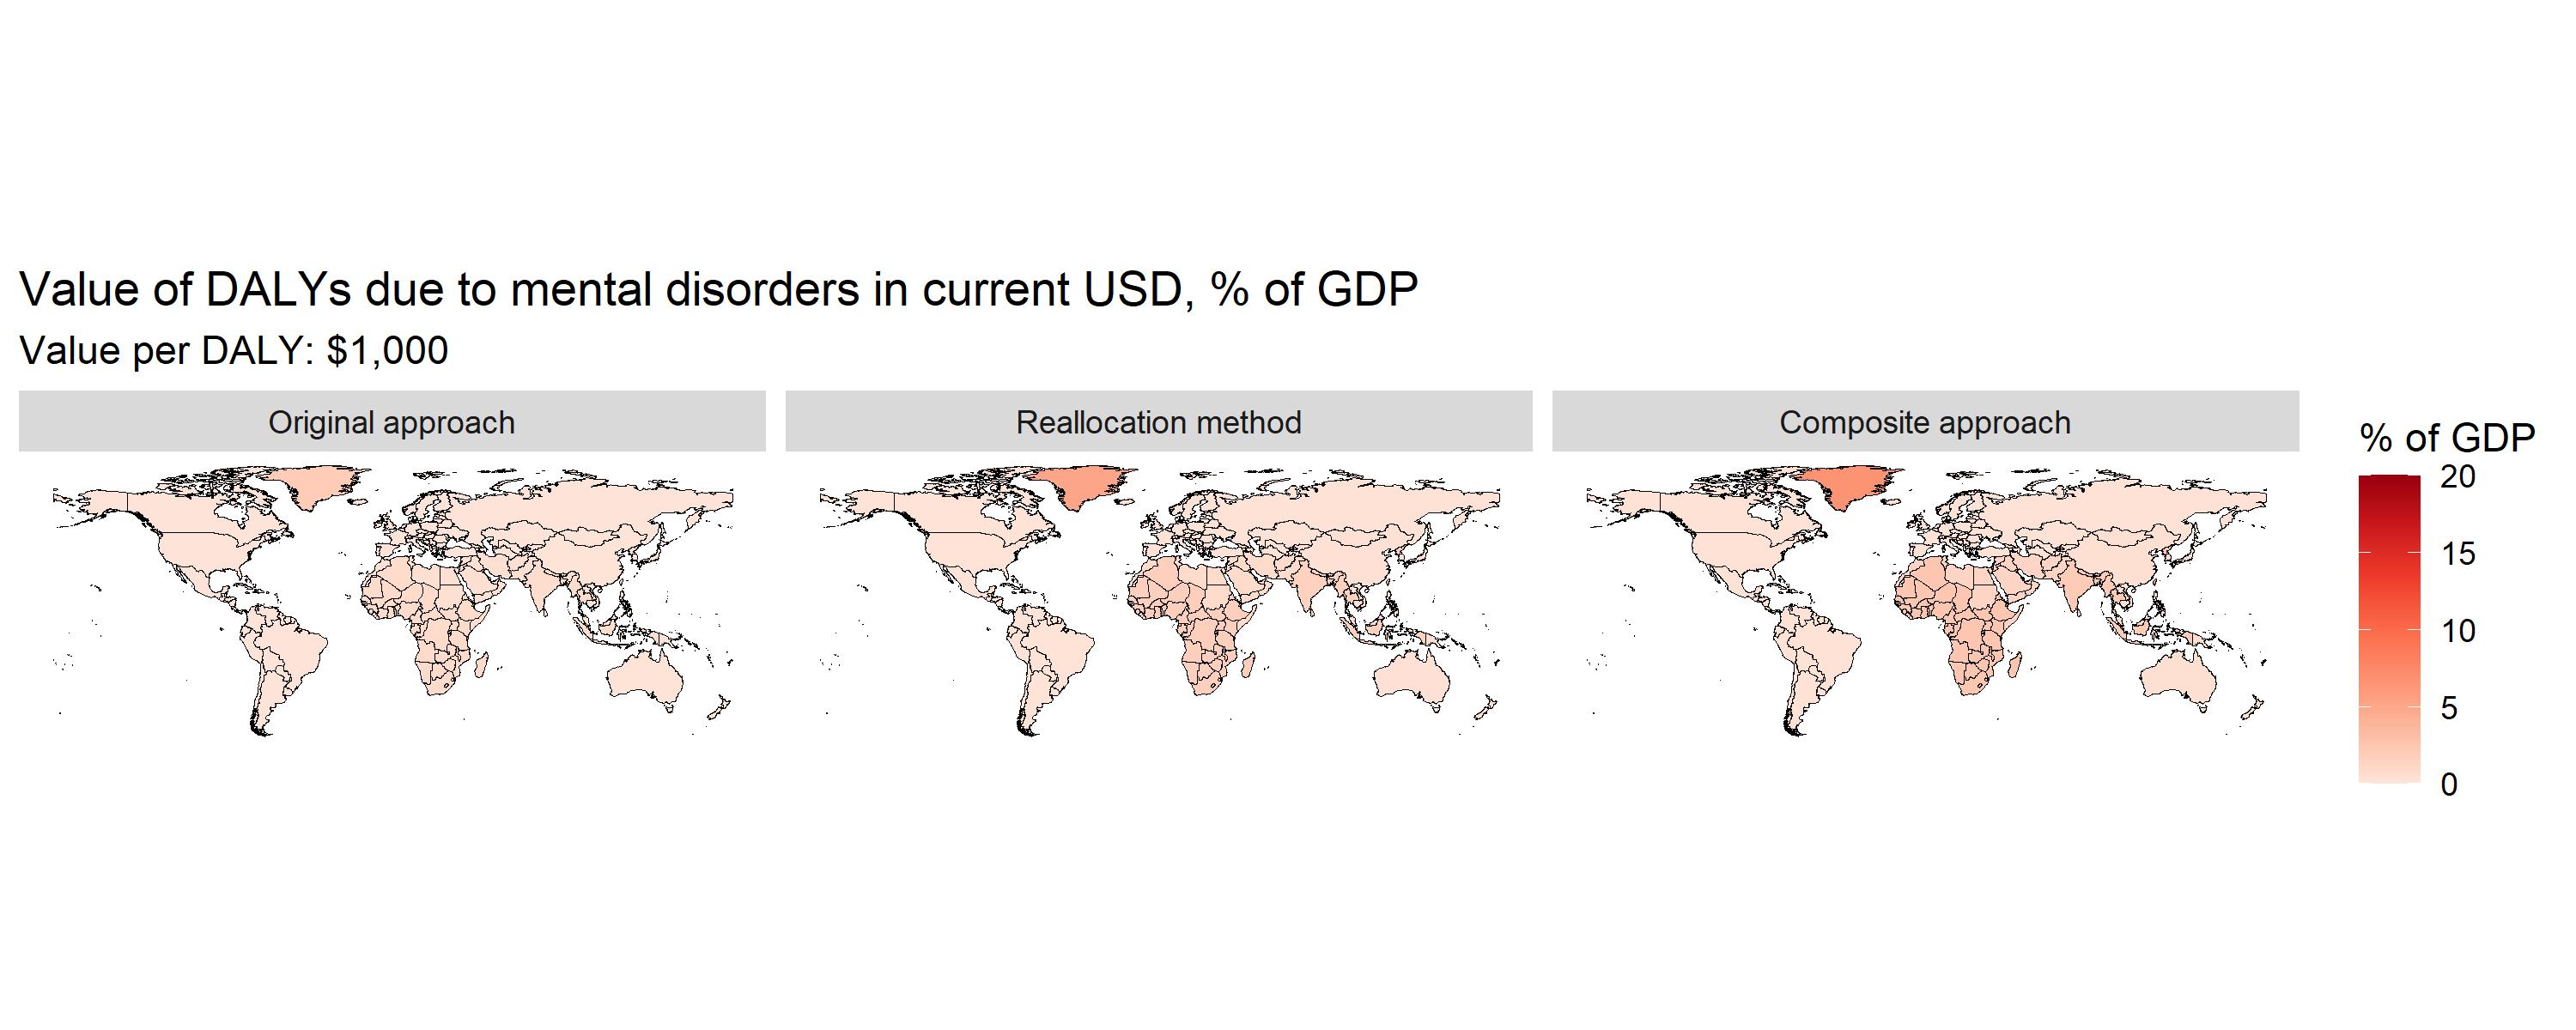 Value of DALYs due to mental disorders in current USD, % of GDP
Value per DALY: $1,000
Original approach
Reallocation method
Composite approach
% of GDP
20
15
10
5
0